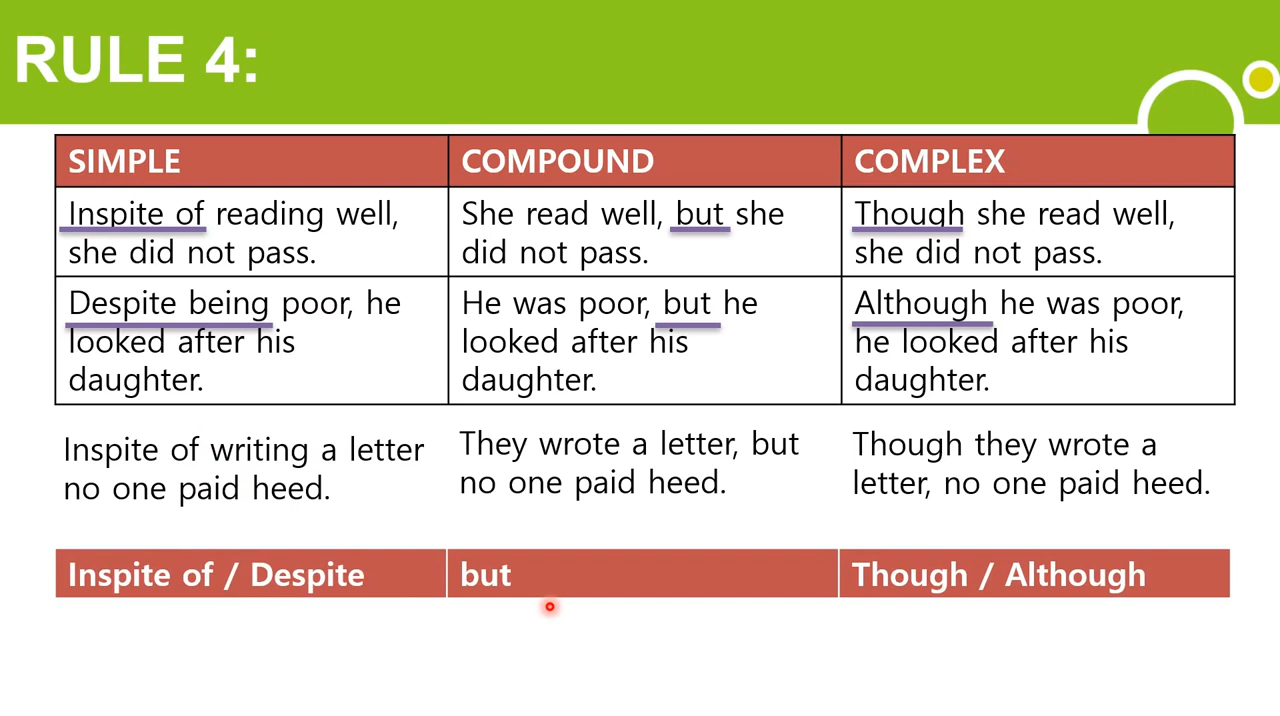 RULE 4:
SIMPLE
COMPOUND
COMPLEX
Inspite of reading well,
she did not pass.
She read well, but she
did not pass.
Though she read well,
she did not pass.
Despite being poor, he
looked after his
daughter.
He was poor, but he
looked after his
daughter.
Although he was poor,
he looked after his
daughter.
Inspite of writing a letter
no one paid heed.
They wrote a letter, but
no one paid heed.
Though they wrote a
letter, no one paid heed.
Inspite of / Despite
but
Though / Although